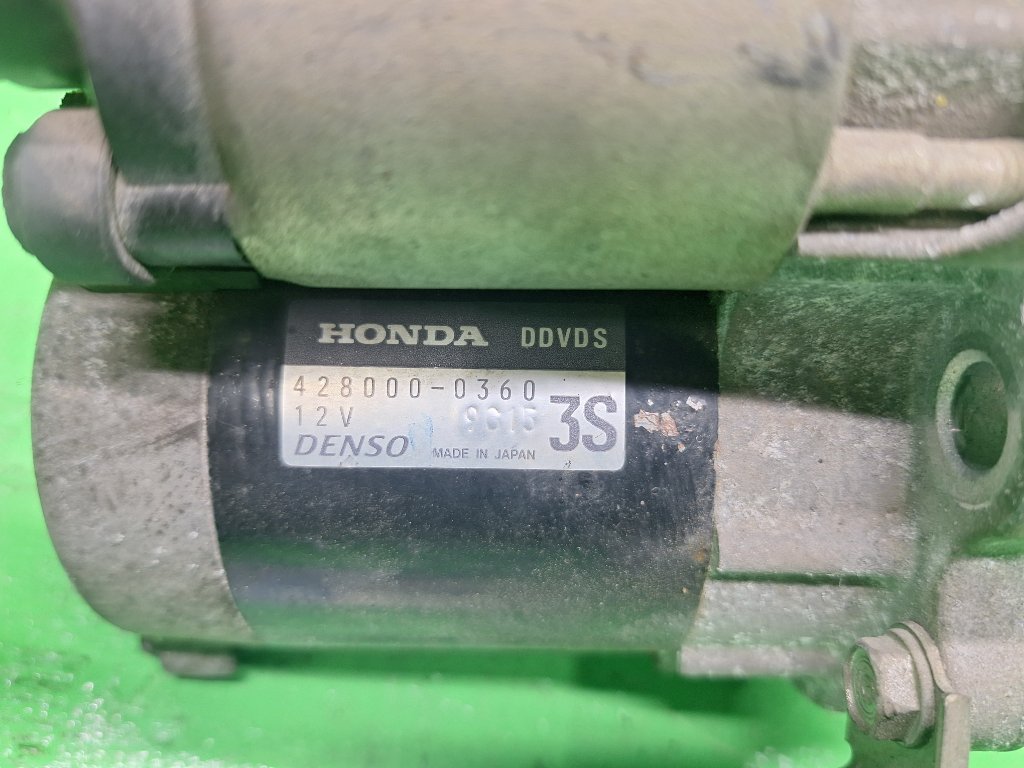 HONDA DDVDS
428000-0360
12V 3S
DENSO MADE IN JAPAN